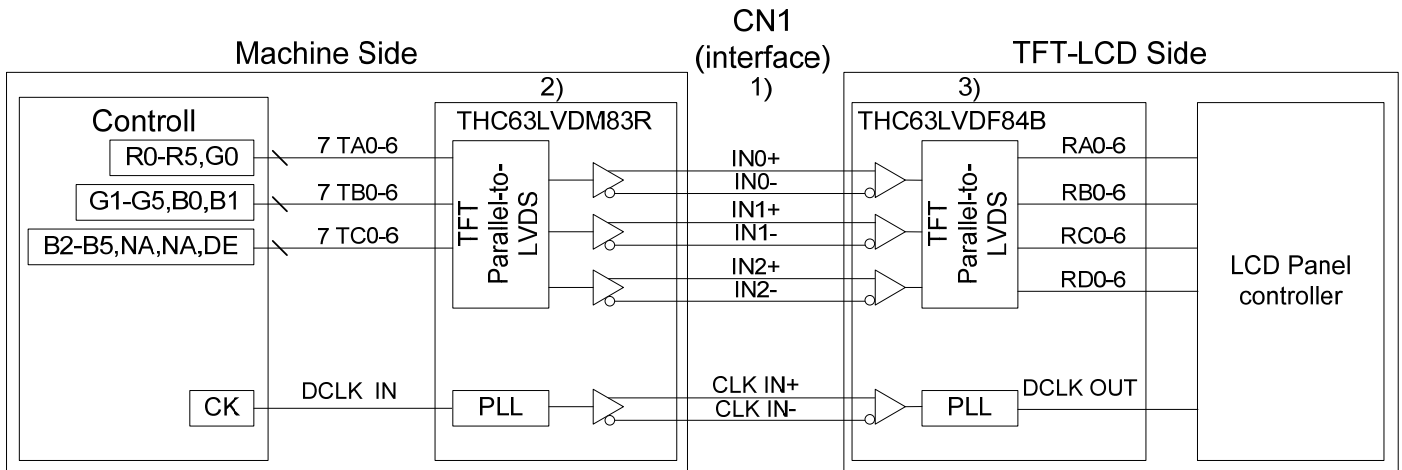 CN1
(interface)
1)
Machine Side
TFT-LCD Side
2)
3)
Controll
R0-R5,G0
G1-G5,B0,B1
B2-B5,NA,NA,DE
CK
7 TA0-6
7 TB0-6
7 TC0-6
DCLK IN
THC63LVDM83R
TFT
Parallel-to-
LVDS
PLL
IN0+
IN0-
IN1+
IN1-
IN2+
IN2-
CLK IN+
CLK IN-
THC63LVDF84B
TFT
Parallel-to-
LVDS
PLL
RA0-6
RB0-6
RC0-6
RD0-6
DCLK OUT
LCD Panel
controller